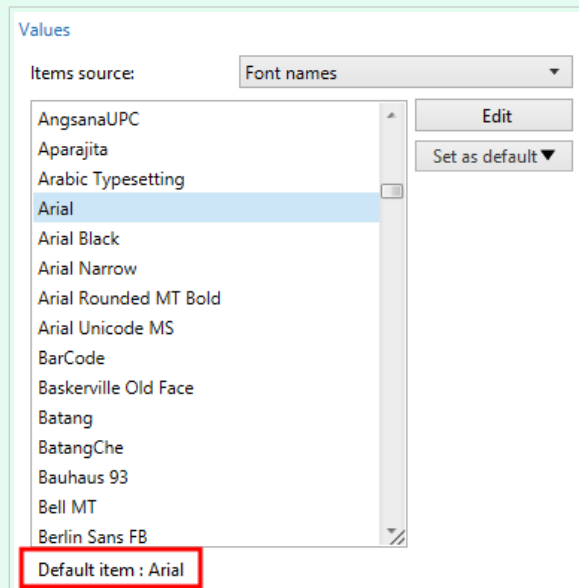 Values
Items source: Font names
AngsanaUPC
Edit
Aparajita
Set as default
Arabic Typesetting
Arial
Arial Black
Arial Narrow
Arial Rounded MT Bold
Arial Unicode MS
BarCode
Baskerville Old Face
Batang
BatangChe
Bauhaus 93
Bell MT
Berlin Sans FB
Default item : Arial